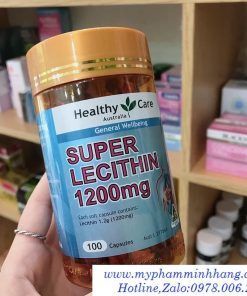 Healthy Care
Australia
General Wellbeing
SUPER
LECITHIN
1200mg
Each soft capsule contains:
Lecithin 1.2g (1200mg)
100 Capsules
www.myphamminhhang.
Hotline,Zalo:0978.006.